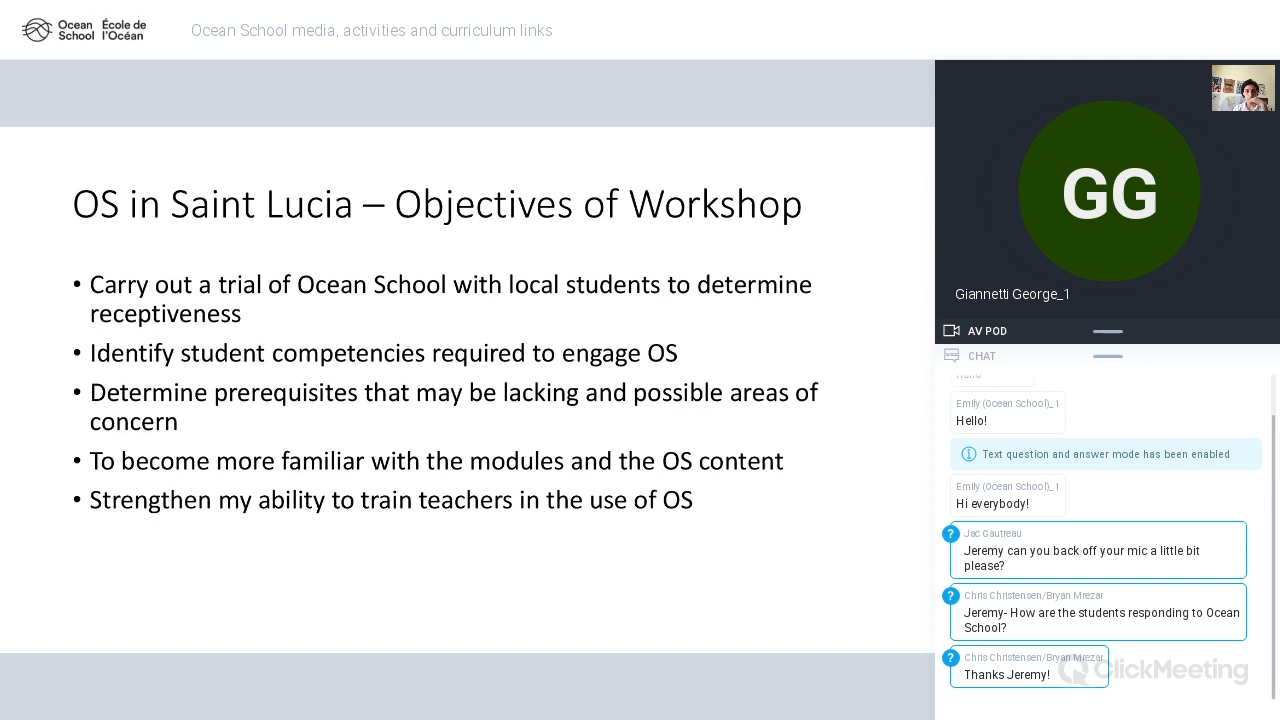 Ocean School École de l'Océan
Ocean School media, activities and curriculum links
OS in Saint Lucia – Objectives of Workshop
• Carry out a trial of Ocean School with local students to determine
receptiveness
• Identify student competencies required to engage OS
• Determine prerequisites that may be lacking and possible areas of
concern
• To become more familiar with the modules and the OS content
• Strengthen my ability to train teachers in the use of OS
GG
Giannetti George_1
AV POD
CHAT
Emily (Ocean School)_1
Hello!
Text question and answer mode has been enabled
Emily (Ocean School)_1
Hi everybody!
? Jac Gautreau
Jeremy can you back off your mic a little bit
please?
? Chris Christensen/Bryan Mrezar
Jeremy- How are the students responding to Ocean
School?
? Chris Christensen/Bryan Mrezar
Thanks Jeremy!
ClickMeeting